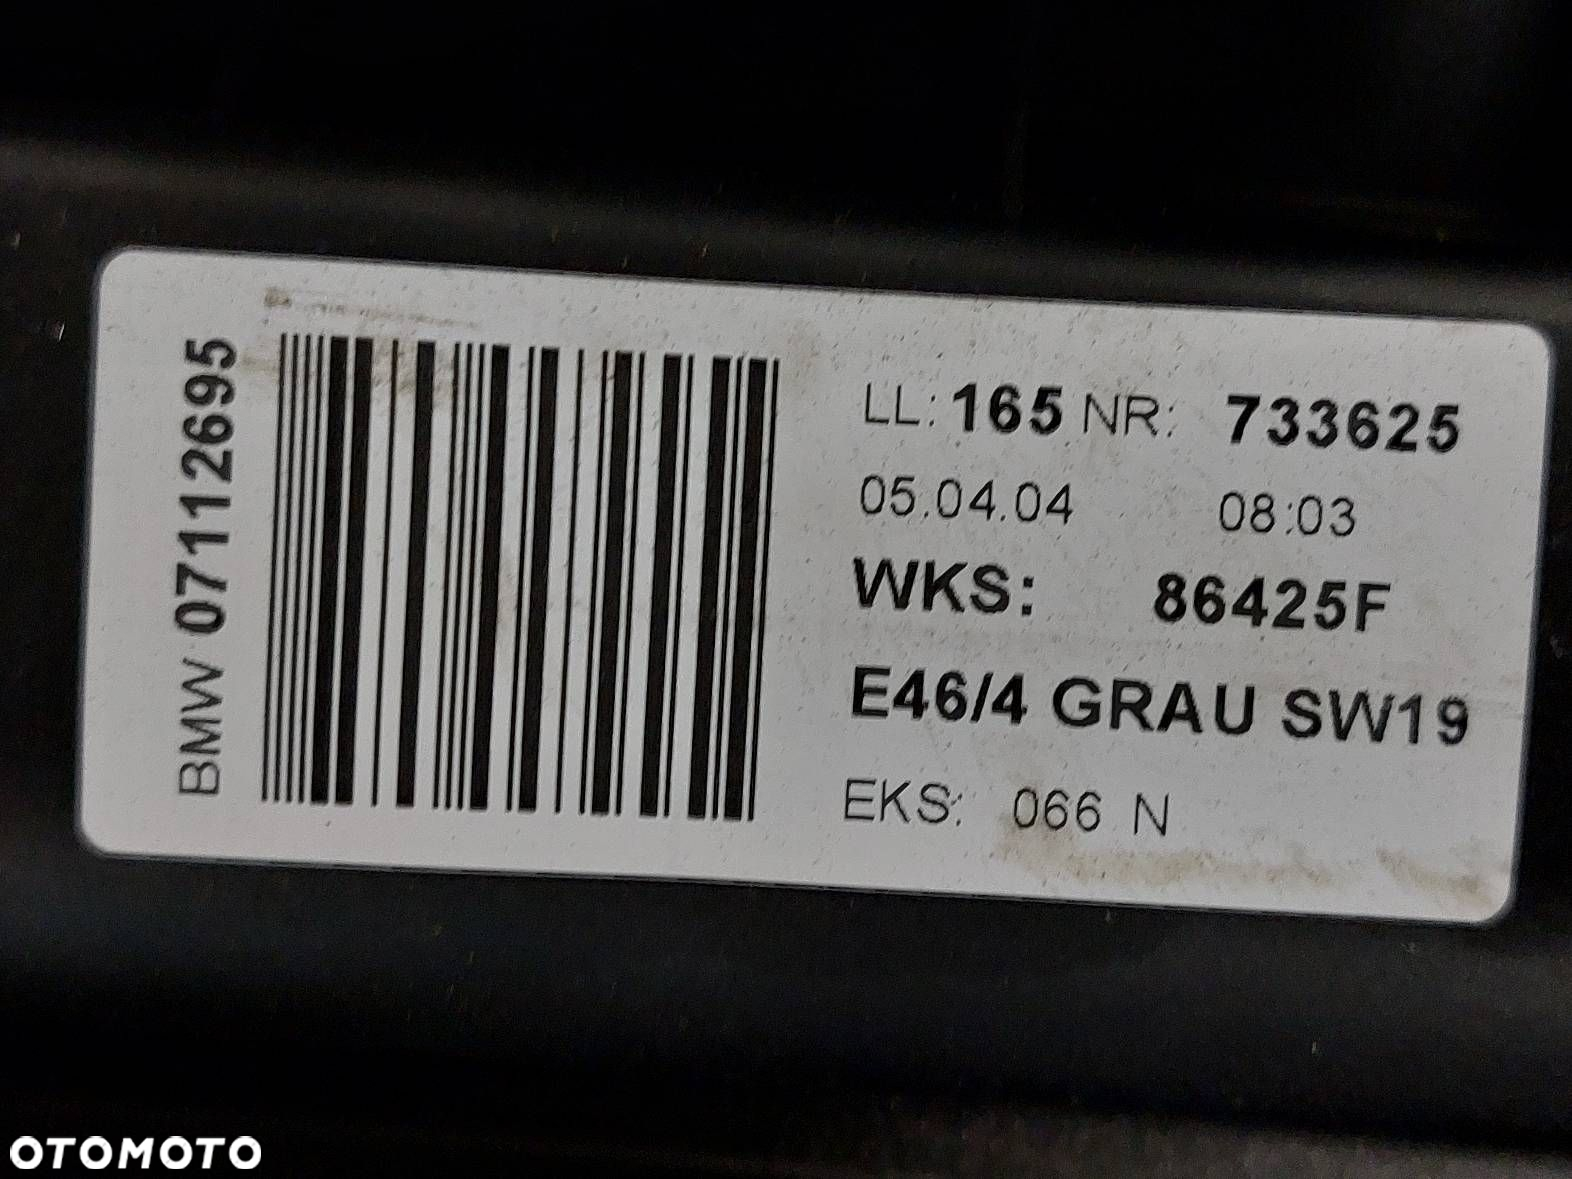 BMW 07112695
LL: 165 NR: 733625
05.04.04 08:03
WKS: 86425F
E46/4 GRAU SW19
EKS: 066 N
OTOMOTO